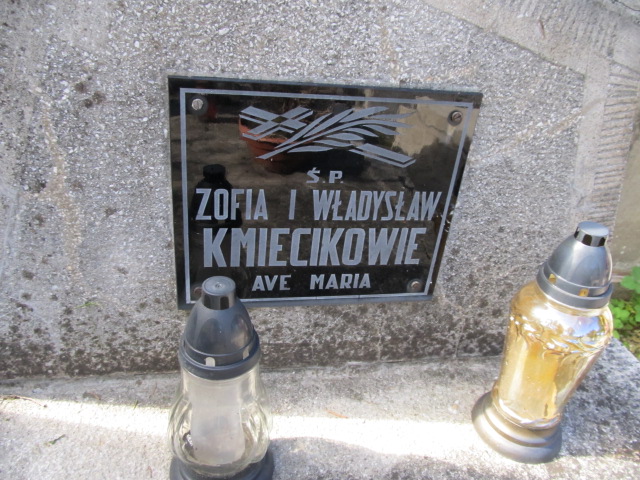 Ś.P.
ZOFIA I WŁADYSŁAW
KMIECIKOWIE
AVE MARIA